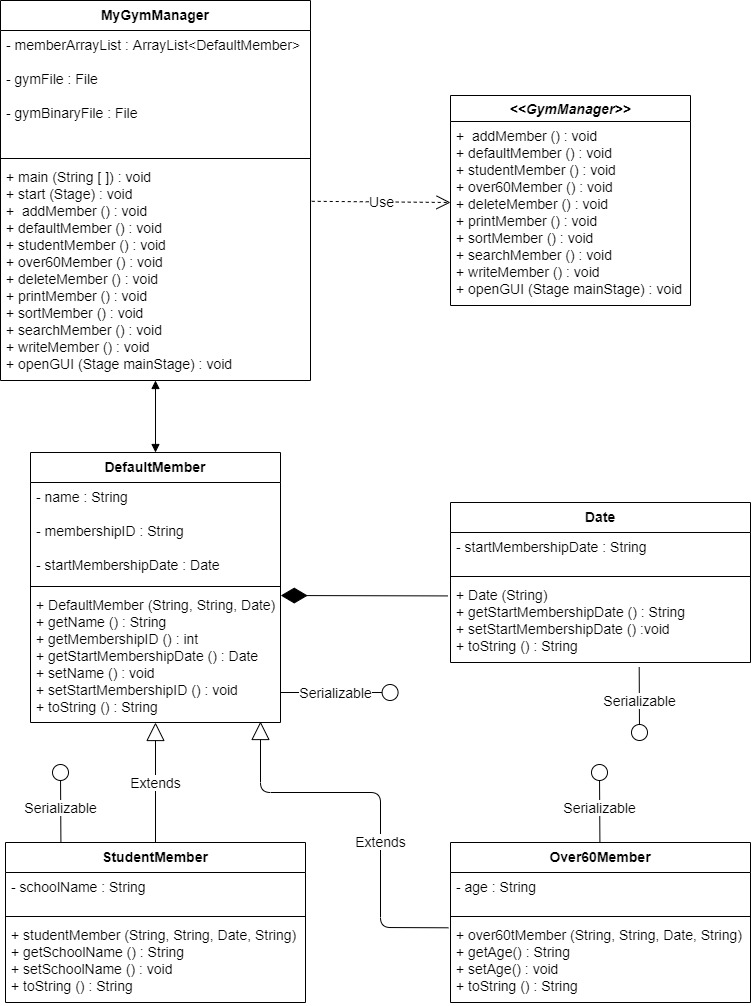 MyGymManager
- memberArrayList : ArrayList<DefaultMember>
- gymFile : File
- gymBinaryFile : File
+ main (String [ ]) : void
+ start (Stage) : void
+ addMember () : void
+ defaultMember () : void
+ studentMember () : void
+ over60Member () : void
+ deleteMember () : void
+ printMember () : void
+ sortMember () : void
+ searchMember () : void
+ writeMember () : void
+ openGUI (Stage mainStage) : void
Use
<<GymManager>>
+ addMember () : void
+ defaultMember () : void
+ studentMember () : void
+ over60Member () : void
+ deleteMember () : void
+ printMember () : void
+ sortMember () : void
+ searchMember () : void
+ writeMember () : void
+ openGUI (Stage mainStage) : void
DefaultMember
- name : String
- membershipID : String
- startMembershipDate : Date
+ DefaultMember (String, String, Date)
+ getName () : String
+ getMembershipID () : int
+ getStartMembershipDate () : Date
+ setName () : void
+ setStartMembershipID () : void
+ toString () : String
Serializable
Date
- startMembershipDate : String
+ Date (String)
+ getStartMembershipDate () : String
+ setStartMembershipDate () :void
+ toString () : String
Serializable
Extends
Serializable
Serializable
Extends
StudentMember
- schoolName : String
+ studentMember (String, String, Date, String)
+ getSchoolName () : String
+ setSchoolName () : void
+ toString () : String
Over60Member
- age : String
+ over60tMember (String, String, Date, String)
+ getAge() : String
+ setAge() : void
+ toString () : String